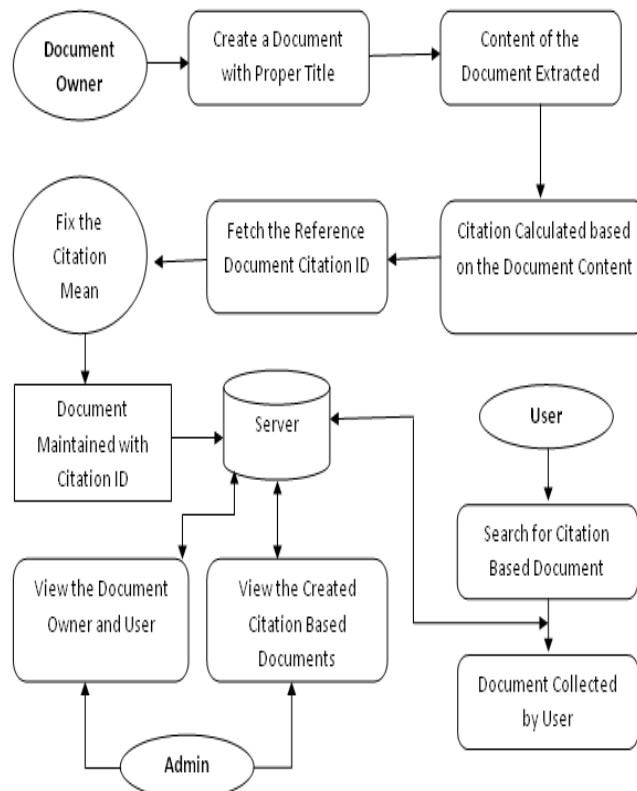 Document
Owner
Create a Document
with Proper Title
Content of the
Document Extracted
Fix the
Citation
Mean
Fetch the Reference
Document Citation ID
Citation Calculated based
on the Document Content
Document
Maintained with
Citation ID
Server
User
Search for Citation
Based Document
View the Document
Owner and User
View the Created
Citation Based
Documents
Document Collected
by User
Admin